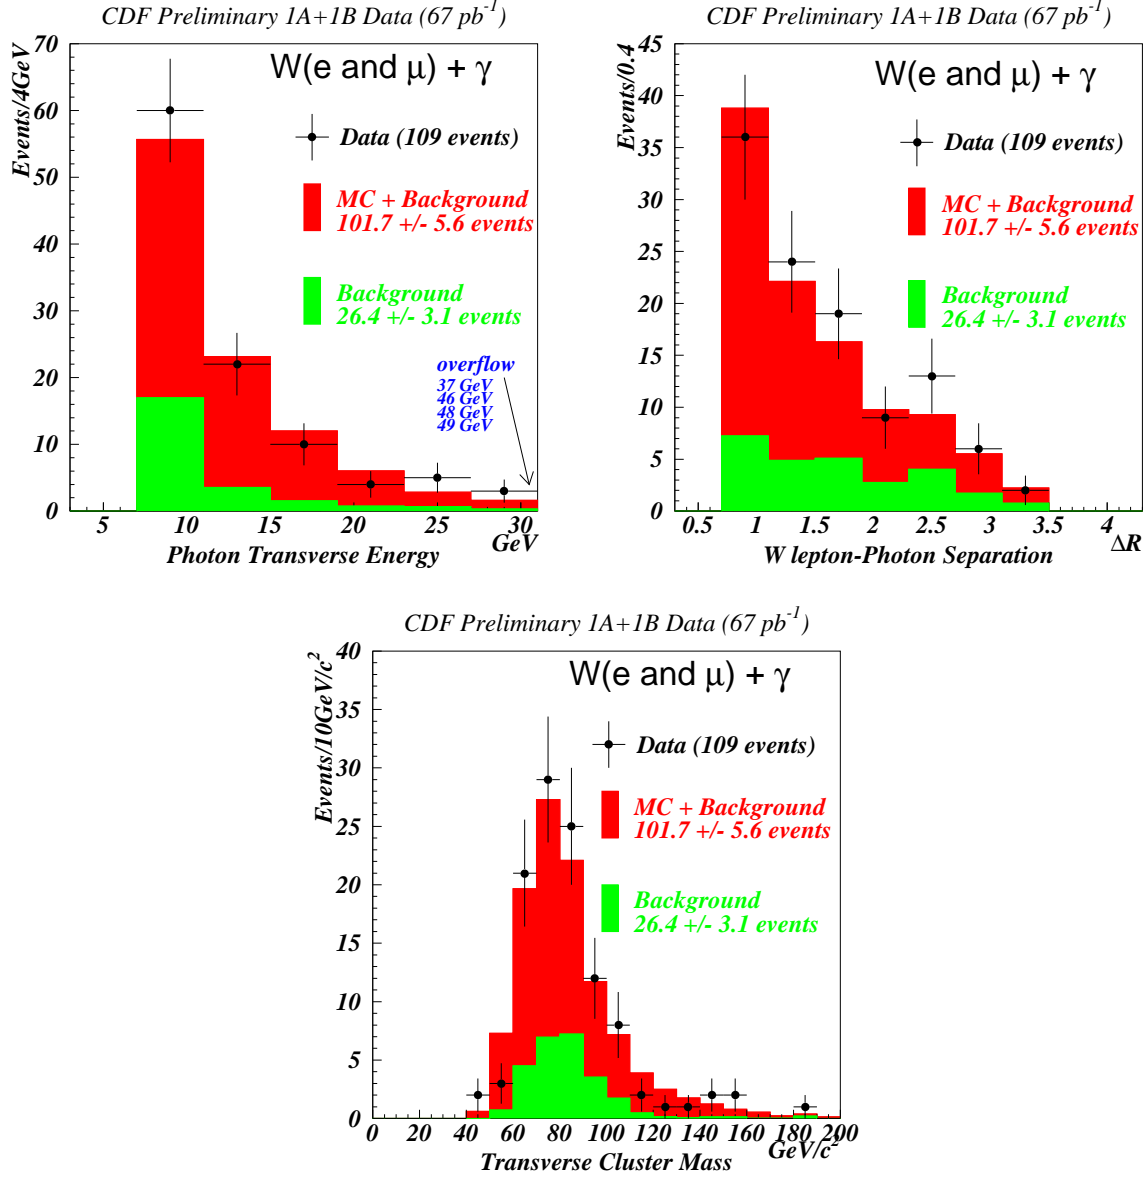 CDF Preliminary 1A+1B Data (67 pb⁻¹)
Events/4GeV
70
60
50
40
30
20
10
0
W(e and μ) + γ
Data (109 events)
MC + Background
101.7 +/- 5.6 events
Background
26.4 +/- 3.1 events
overflow
37 GeV
46 GeV
48 GeV
49 GeV
5 10 15 20 25 30
GeV
Photon Transverse Energy
CDF Preliminary 1A+1B Data (67 pb⁻¹)
Events/0.4
45
40
35
30
25
20
15
10
5
0
W(e and μ) + γ
Data (109 events)
MC + Background
101.7 +/- 5.6 events
Background
26.4 +/- 3.1 events
0.5 1 1.5 2 2.5 3 3.5 4
ΔR
W lepton-Photon Separation
CDF Preliminary 1A+1B Data (67 pb⁻¹)
Events/10GeV/c²
40
35
30
25
20
15
10
5
0
W(e and μ) + γ
Data (109 events)
MC + Background
101.7 +/- 5.6 events
Background
26.4 +/- 3.1 events
0 20 40 60 80 100 120 140 160 180 200
GeV/c²
Transverse Cluster Mass